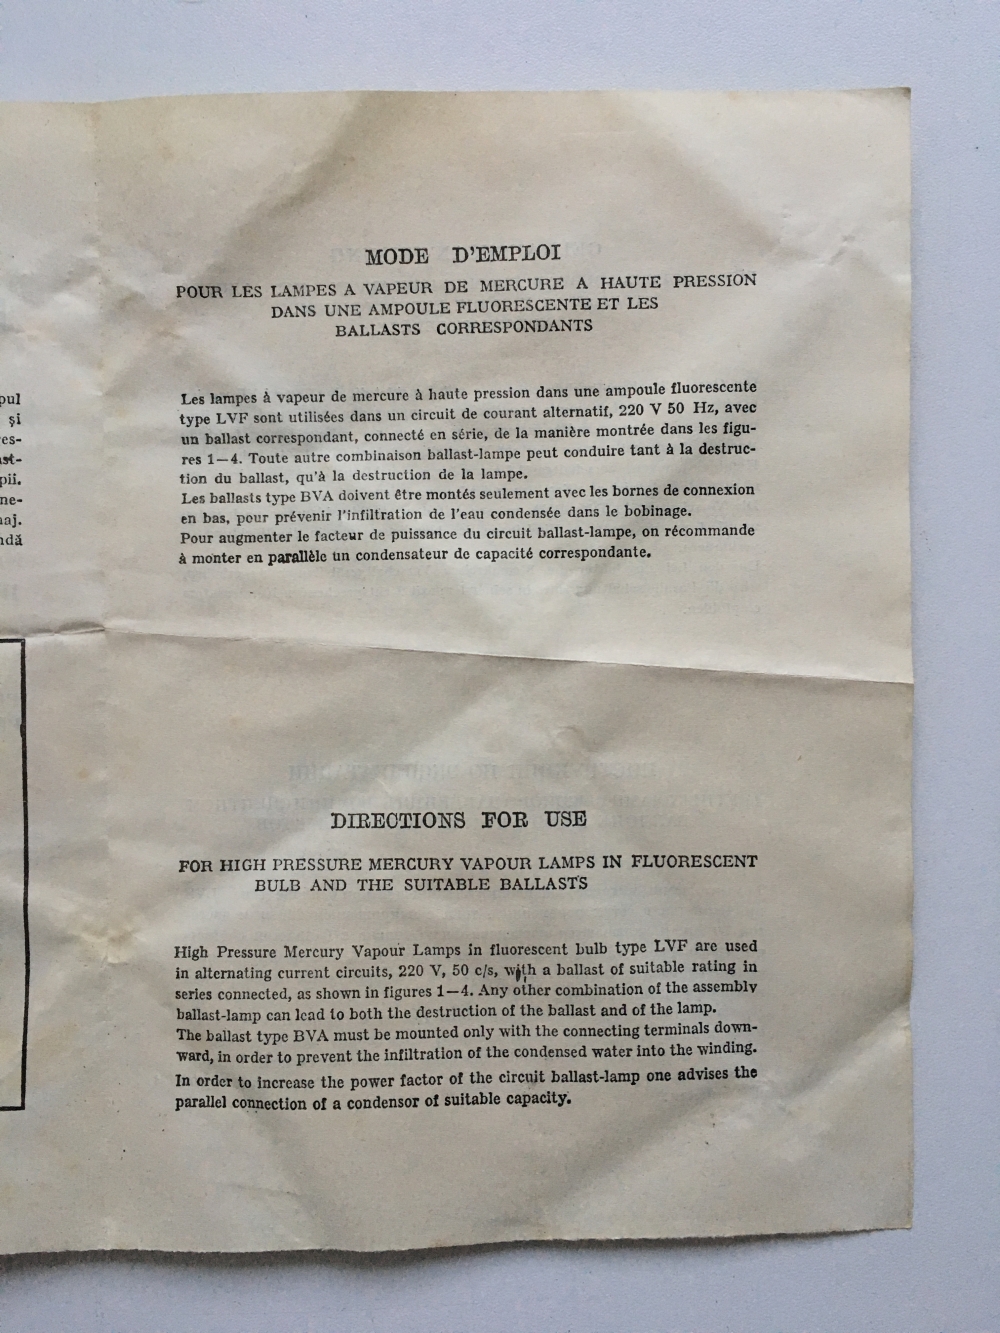 pul
și
es-
st-
pii.
ne-
aj.
ndă
MODE D'EMPLOI
POUR LES LAMPES A VAPEUR DE MERCURE A HAUTE PRESSION
DANS UNE AMPOULE FLUORESCENTE ET LES
BALLASTS CORRESPONDANTS
Les lampes à vapeur de mercure à haute pression dans une ampoule fluorescente
type LVF sont utilisées dans un circuit de courant alternatif, 220 V 50 Hz, avec
un ballast correspondant, connecté en série, de la manière montrée dans les figu-
res 1—4. Toute autre combinaison ballast-lampe peut conduire tant à la destruc-
tion du ballast, qu'à la destruction de la lampe.
Les ballasts type BVA doivent être montés seulement avec les bornes de connexion
en bas, pour prévenir l'infiltration de l'eau condensée dans le bobinage.
Pour augmenter le facteur de puissance du circuit ballast-lampe, on récommande
à monter en parallèle un condensateur de capacité correspondante.
DIRECTIONS FOR USE
FOR HIGH PRESSURE MERCURY VAPOUR LAMPS IN FLUORESCENT
BULB AND THE SUITABLE BALLASTS
High Pressure Mercury Vapour Lamps in fluorescent bulb type LVF are used
in alternating current circuits, 220 V, 50 c/s, with a ballast of suitable rating in
series connected, as shown in figures 1—4. Any other combination of the assembly
ballast-lamp can lead to both the destruction of the ballast and of the lamp.
The ballast type BVA must be mounted only with the connecting terminals down-
ward, in order to prevent the infiltration of the condensed water into the winding.
In order to increase the power factor of the circuit ballast-lamp one advises the
parallel connection of a condensor of suitable capacity.